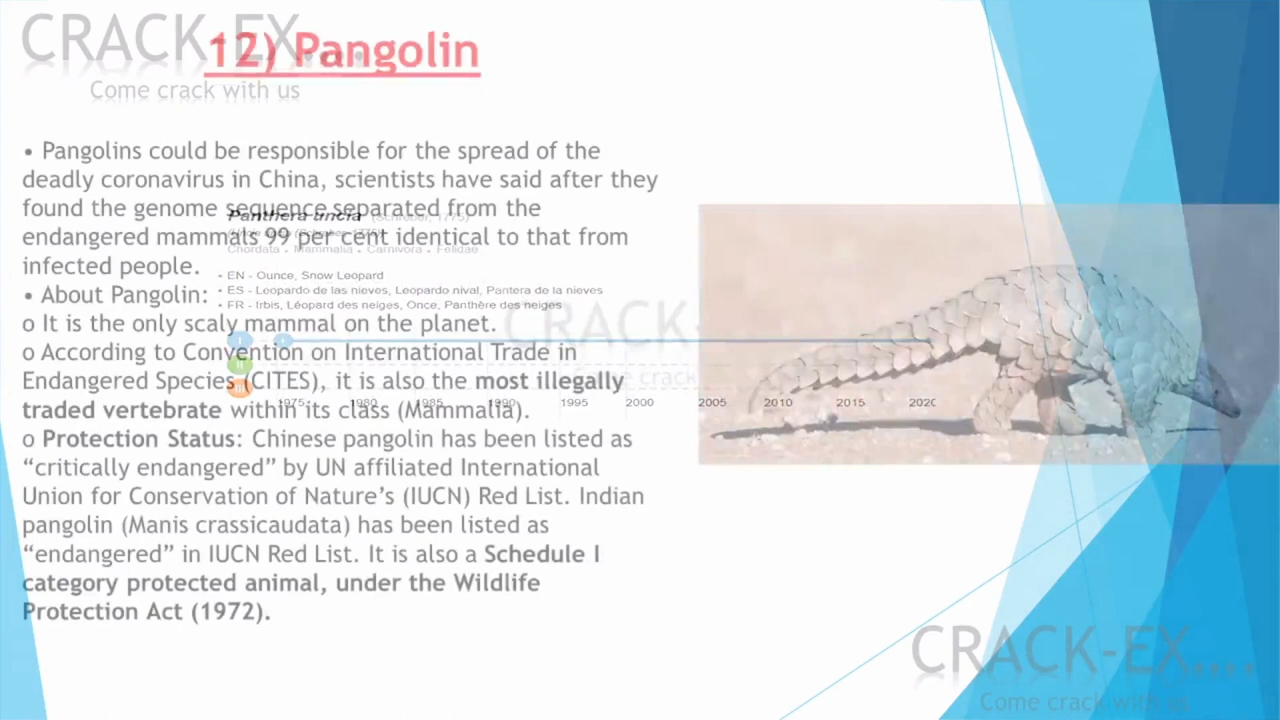 CRACK-EX....
12) Pangolin
Come crack with us
• Pangolins could be responsible for the spread of the
deadly coronavirus in China, scientists have said after they
found the genome sequence separated from the
endangered mammals 99 per cent identical to that from
infected people.
• About Pangolin:
o It is the only scaly mammal on the planet.
o According to Convention on International Trade in
Endangered Species (CITES), it is also the most illegally
traded vertebrate within its class (Mammalia).
o Protection Status: Chinese pangolin has been listed as
“critically endangered” by UN affiliated International
Union for Conservation of Nature’s (IUCN) Red List. Indian
pangolin (Manis crassicaudata) has been listed as
“endangered” in IUCN Red List. It is also a Schedule I
category protected animal, under the Wildlife
Protection Act (1972).
Panthera uncia (Schreber, 1775)
Chordata - Mammalia - Carnivora - Felidae
EN - Ounce, Snow Leopard
ES - Leopardo de las nieves, Leopardo nival, Pantera de la nieves
FR - Irbis, Léopard des neiges, Once, Panthère des neiges
CRACK-
Come crack
I
II
III
1975 1980 1985 1990 1995 2000 2005 2010 2015 2020
CRACK-EX....
Come crack with us